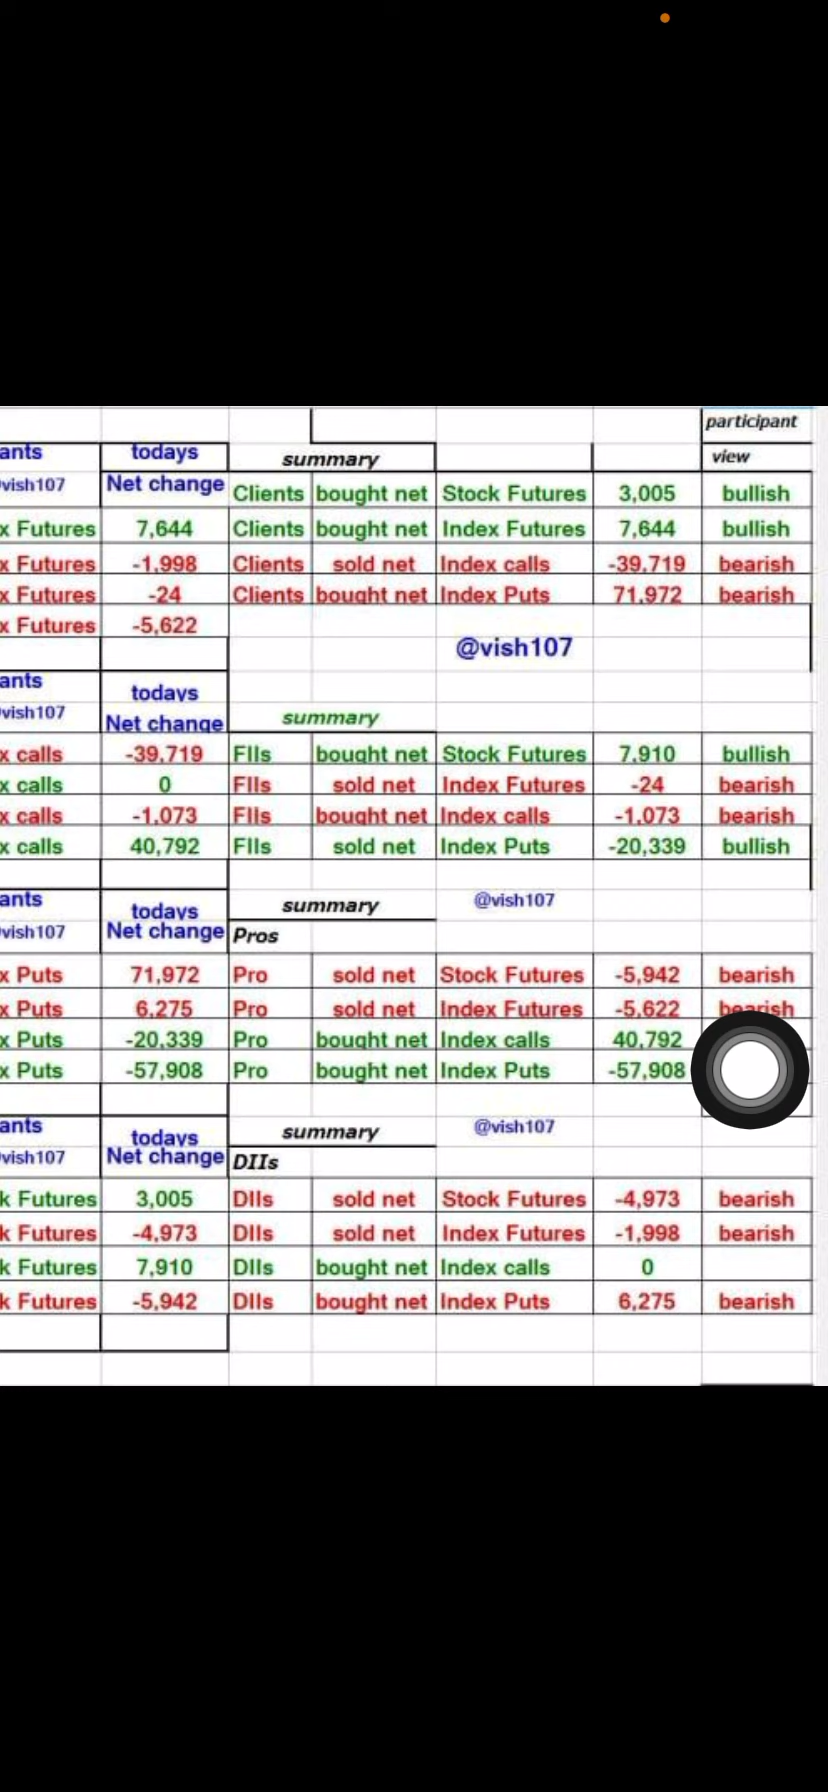 participant
ants todays summary view
vish107 Net change Clients bought net Stock Futures 3,005 bullish
x Futures 7,644 Clients bought net Index Futures 7,644 bullish
x Futures -1,998 Clients sold net Index calls -39,719 bearish
x Futures -24 Clients bought net Index Puts 71,972 bearish
x Futures -5,622
@vish107
ants todays
vish107 Net change summary
x calls -39,719 FIIs bought net Stock Futures 7,910 bullish
x calls 0 FIIs sold net Index Futures -24 bearish
x calls -1,073 FIIs bought net Index calls -1,073 bearish
x calls 40,792 FIIs sold net Index Puts -20,339 bullish
ants todays summary @vish107
vish107 Net change Pros
x Puts 71,972 Pro sold net Stock Futures -5,942 bearish
x Puts 6,275 Pro sold net Index Futures -5,622 bearish
x Puts -20,339 Pro bought net Index calls 40,792
x Puts -57,908 Pro bought net Index Puts -57,908
ants todays summary @vish107
vish107 Net change DIIs
k Futures 3,005 DIIs sold net Stock Futures -4,973 bearish
k Futures -4,973 DIIs sold net Index Futures -1,998 bearish
k Futures 7,910 DIIs bought net Index calls 0
k Futures -5,942 DIIs bought net Index Puts 6,275 bearish